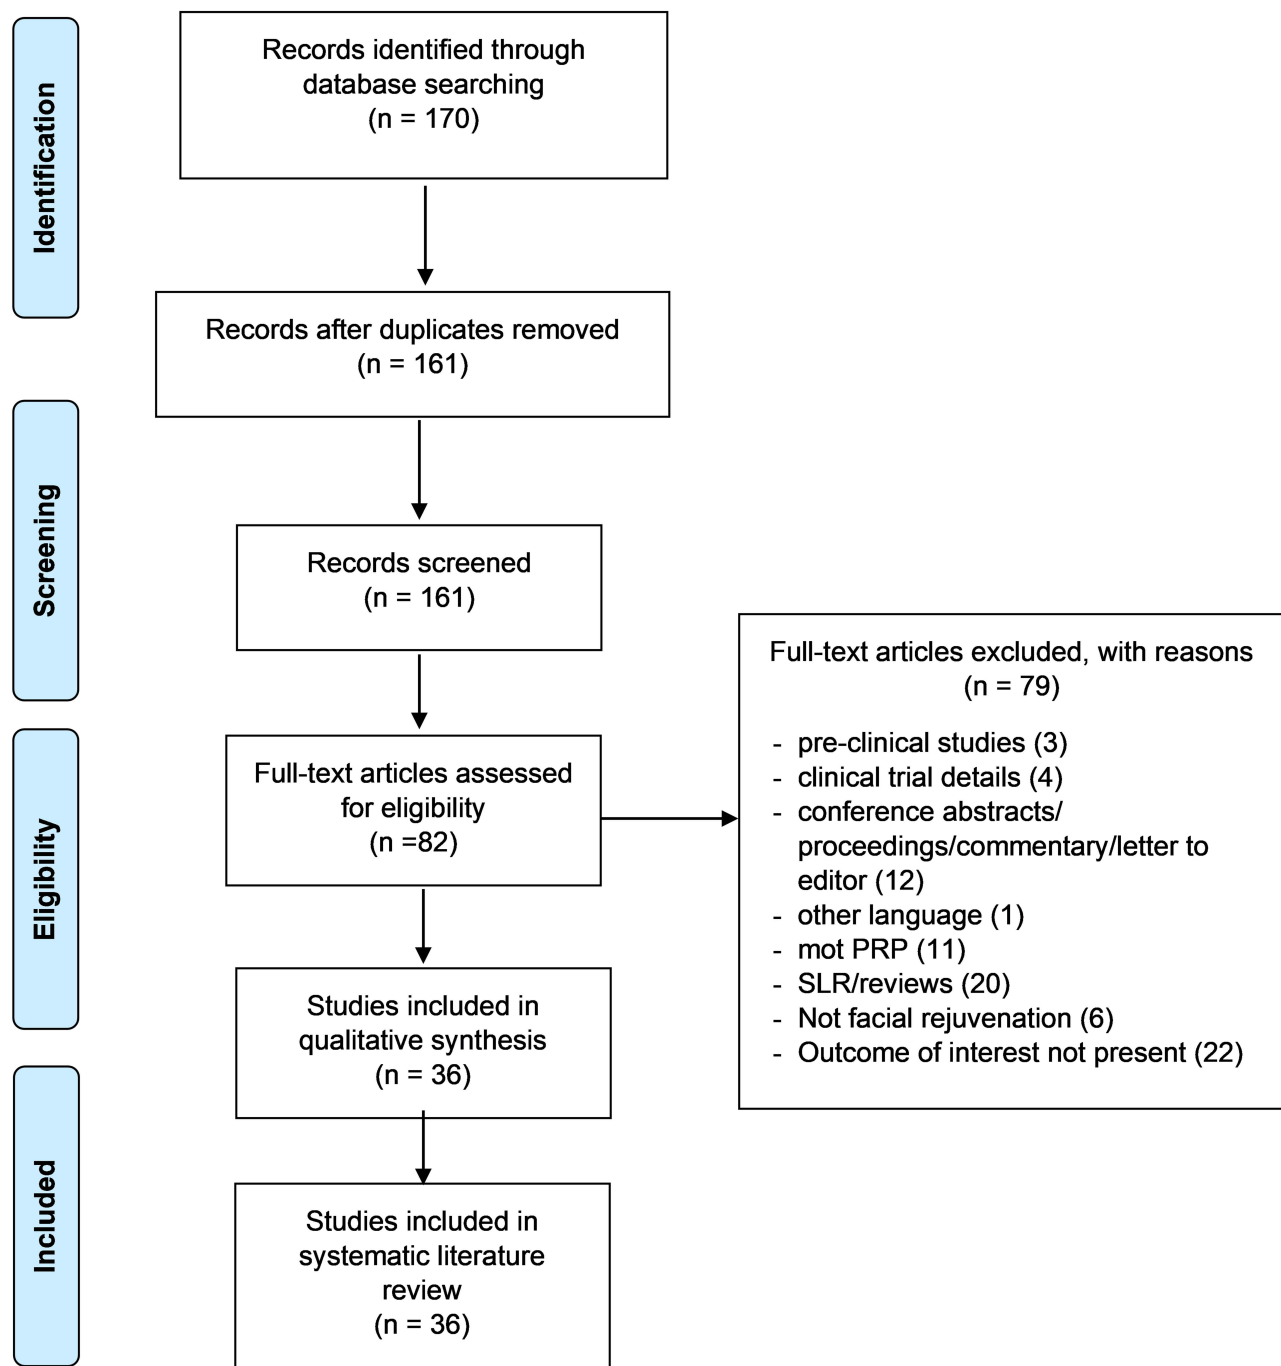 Identification
Records identified through
database searching
(n = 170)
Records after duplicates removed
(n = 161)
Screening
Records screened
(n = 161)
Eligibility
Full-text articles assessed
for eligibility
(n =82)
Full-text articles excluded, with reasons
(n = 79)
- pre-clinical studies (3)
- clinical trial details (4)
- conference abstracts/
proceedings/commentary/letter to
editor (12)
- other language (1)
- mot PRP (11)
- SLR/reviews (20)
- Not facial rejuvenation (6)
- Outcome of interest not present (22)
Studies included in
qualitative synthesis
(n = 36)
Included
Studies included in
systematic literature
review
(n = 36)